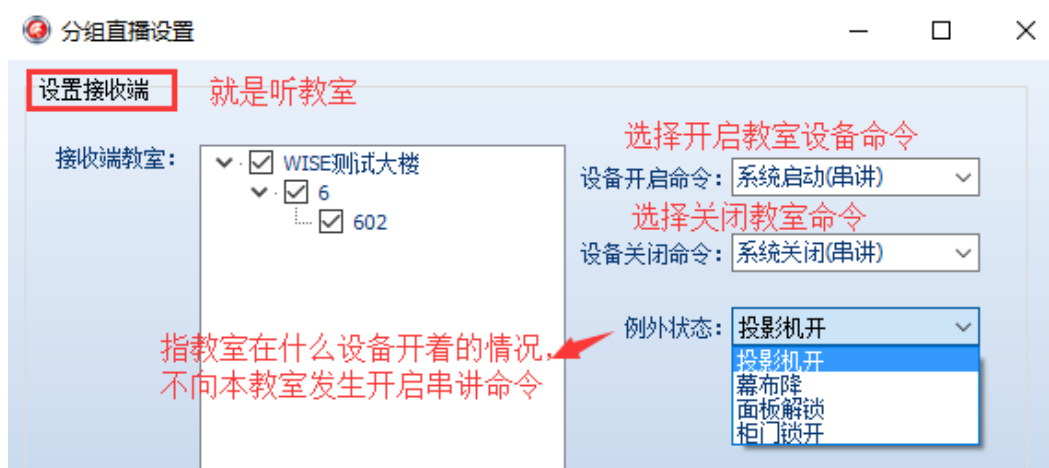 分组直播设置
设置接收端
就是听教室
接收端教室：
WISE测试大楼
6
602
选择开启教室设备命令
设备开启命令：
系统启动(串讲)
选择关闭教室命令
设备关闭命令：
系统关闭(串讲)
例外状态：
投影机开
投影机开
幕布降
面板解锁
柜门锁开
指教室在什么设备开着的情况，
不向本教室发生开启串讲命令